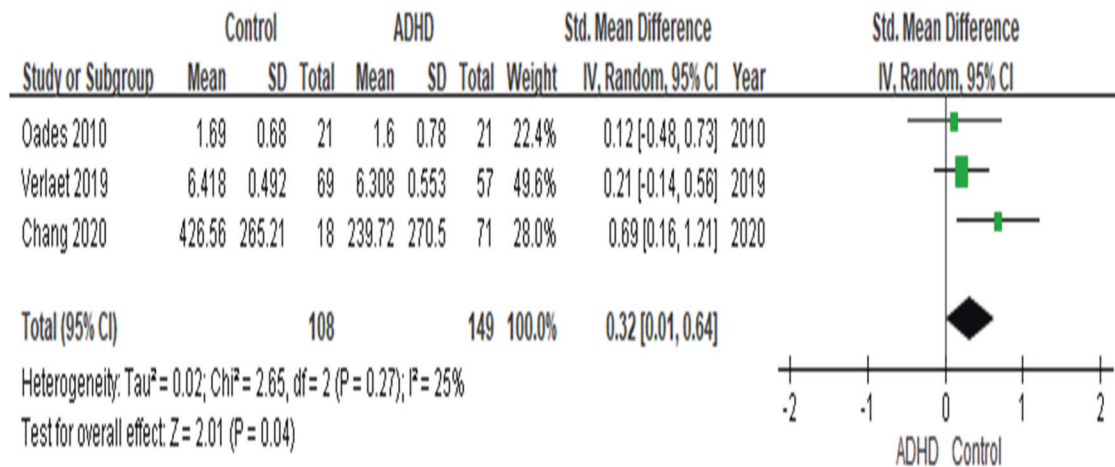 Control ADHD Std. Mean Difference Std. Mean Difference
Study or Subgroup Mean SD Total Mean SD Total Weight IV, Random, 95% CI Year IV, Random, 95% CI
Oades 2010 1.69 0.68 21 1.6 0.78 21 22.4% 0.12 [-0.48, 0.73] 2010
Verlaet 2019 6.418 0.492 69 6.308 0.553 57 49.6% 0.21 [-0.14, 0.56] 2019
Chang 2020 426.56 265.21 18 239.72 270.5 71 28.0% 0.69 [0.16, 1.21] 2020
Total (95% CI) 108 149 100.0% 0.32 [0.01, 0.64]
Heterogeneity: Tau² = 0.02; Chi² = 2.65, df = 2 (P = 0.27); I² = 25%
Test for overall effect: Z = 2.01 (P = 0.04)
-2 -1 0 1 2
ADHD Control